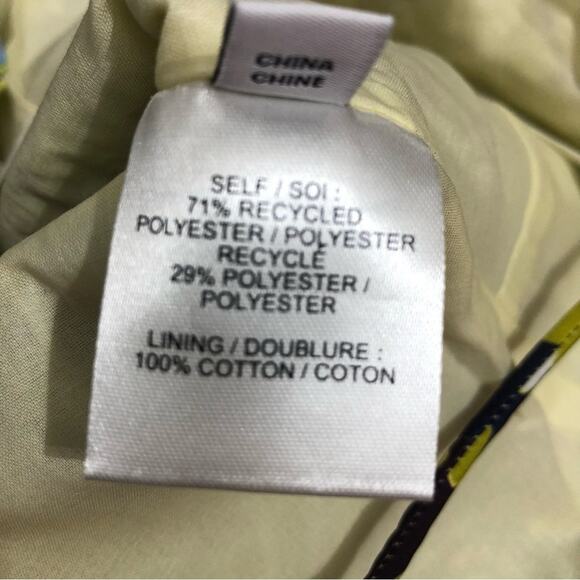 CHINA
CHINE
SELF / SOI :
71% RECYCLED
POLYESTER / POLYESTER
RECYCLÉ
29% POLYESTER /
POLYESTER
LINING / DOUBLURE :
100% COTTON / COTON